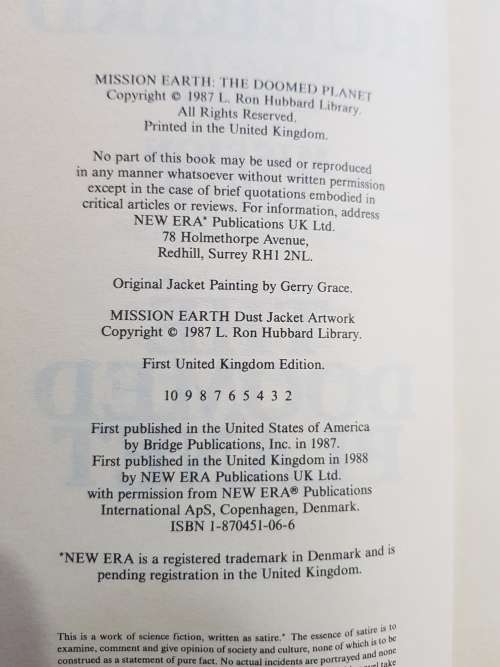 MISSION EARTH: THE DOOMED PLANET
Copyright © 1987 L. Ron Hubbard Library.
All Rights Reserved.
Printed in the United Kingdom.
No part of this book may be used or reproduced
in any manner whatsoever without written permission
except in the case of brief quotations embodied in
critical articles or reviews. For information, address
NEW ERA* Publications UK Ltd.
78 Holmethorpe Avenue,
Redhill, Surrey RH1 2NL.
Original Jacket Painting by Gerry Grace.
MISSION EARTH Dust Jacket Artwork
Copyright © 1987 L. Ron Hubbard Library.
First United Kingdom Edition.
10 9 8 7 6 5 4 3 2
First published in the United States of America
by Bridge Publications, Inc. in 1987.
First published in the United Kingdom in 1988
by NEW ERA Publications UK Ltd.
with permission from NEW ERA® Publications
International ApS, Copenhagen, Denmark.
ISBN 1-870451-06-6
*NEW ERA is a registered trademark in Denmark and is
pending registration in the United Kingdom.
This is a work of science fiction, written as satire.* The essence of satire is to
examine, comment and give opinion of society and culture, none of which is to be
construed as a statement of pure fact. No actual incidents are portrayed and none
take